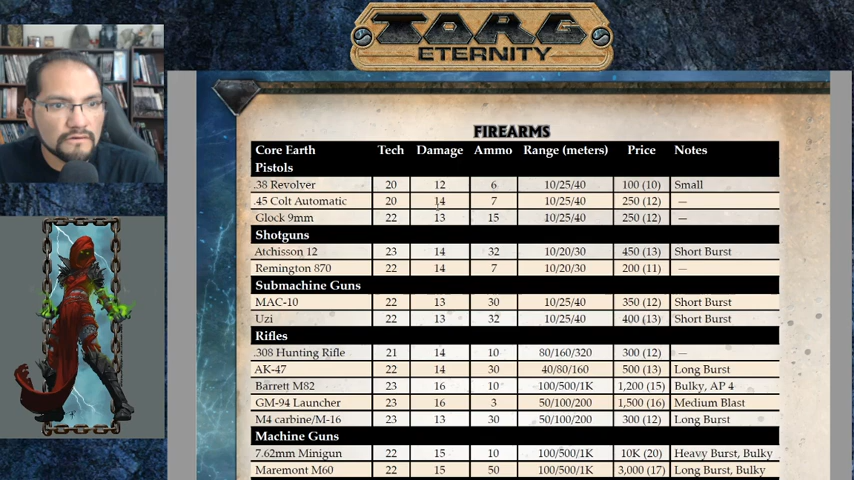 TORG
ETERNITY
FIREARMS
Core Earth Tech Damage Ammo Range (meters) Price Notes
Pistols
.38 Revolver 20 12 6 10/25/40 100 (10) Small
.45 Colt Automatic 20 14 7 10/25/40 250 (12) —
Glock 9mm 22 13 15 10/25/40 250 (12) —
Shotguns
Atchisson 12 23 14 32 10/20/30 450 (13) Short Burst
Remington 870 22 14 7 10/20/30 200 (11) —
Submachine Guns
MAC-10 22 13 30 10/25/40 350 (12) Short Burst
Uzi 22 13 32 10/25/40 400 (13) Short Burst
Rifles
.308 Hunting Rifle 21 14 10 80/160/320 300 (12) —
AK-47 22 14 30 40/80/160 500 (13) Long Burst
Barrett M82 23 16 10 100/500/1K 1,200 (15) Bulky, AP 4
GM-94 Launcher 23 16 3 50/100/200 1,500 (16) Medium Blast
M4 carbine/M-16 23 13 30 50/100/200 300 (12) Long Burst
Machine Guns
7.62mm Minigun 22 15 10 100/500/1K 10K (20) Heavy Burst, Bulky
Maremont M60 22 15 50 100/500/1K 3,000 (17) Long Burst, Bulky